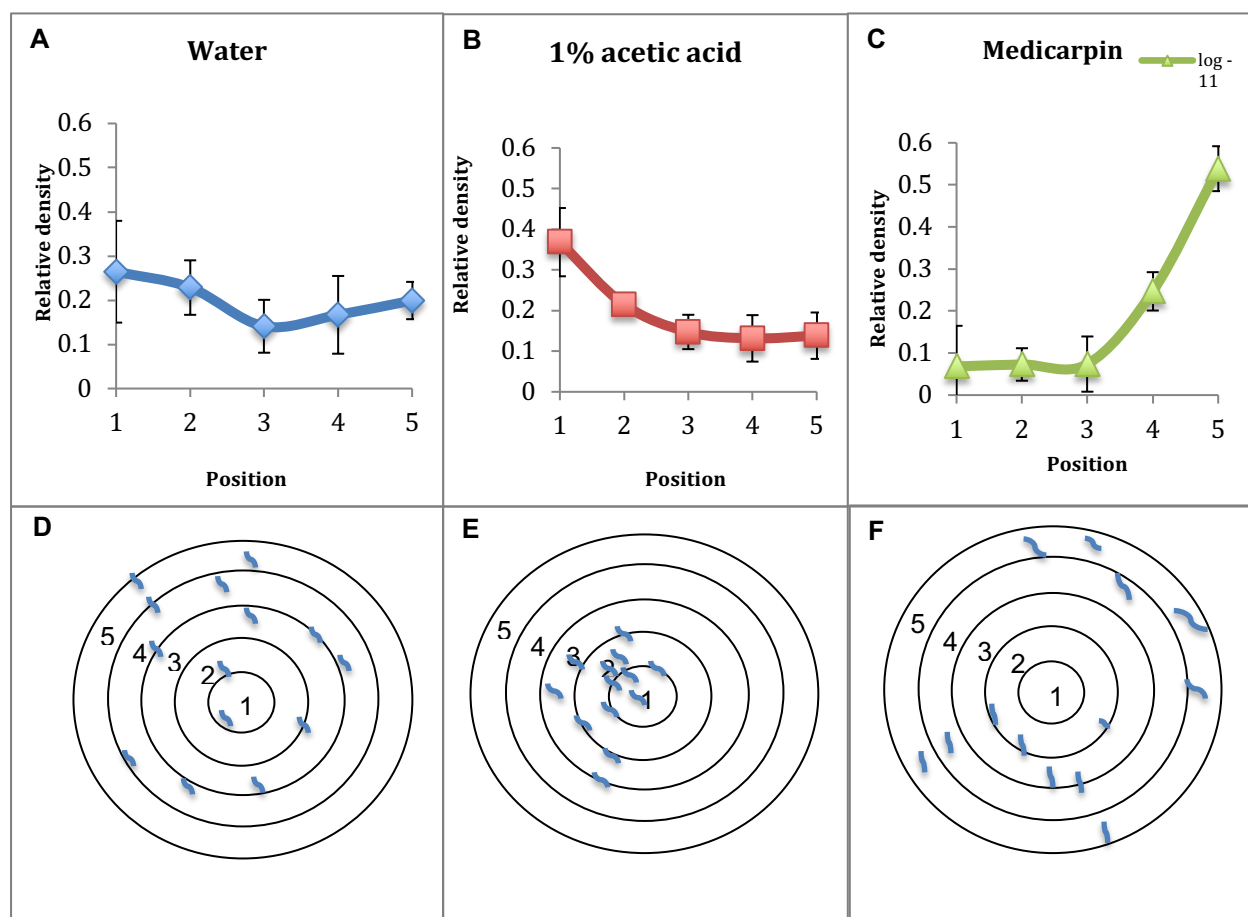 A
Water
0.6
0.5
0.4
0.3
0.2
0.1
0
Relative density
1 2 3 4 5
Position
B
1% acetic acid
0.6
0.5
0.4
0.3
0.2
0.1
0
Relative density
1 2 3 4 5
Position
C
Medicarpin
log -
11
0.6
0.5
0.4
0.3
0.2
0.1
0
Relative density
1 2 3 4 5
Position
D
5
4
3
2
1
E
5
4
3
2
1
F
5
4
3
2
1